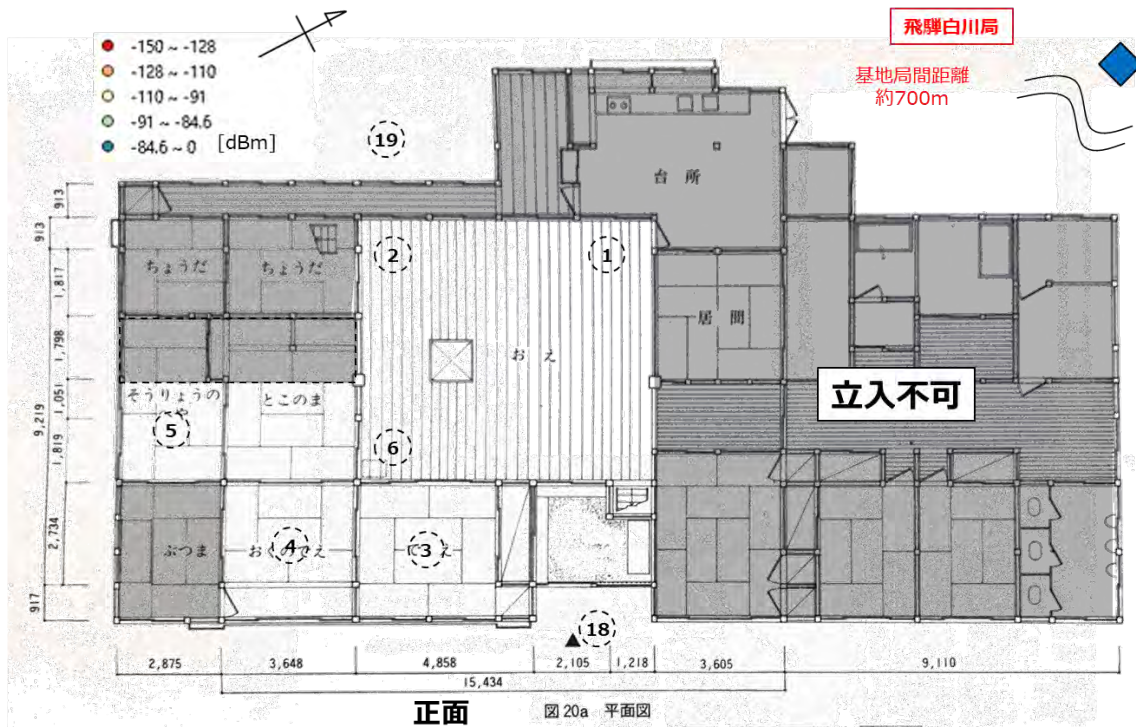 飛騨白川局
基地局間距離
約700m
-150 ~ -128
-128 ~ -110
-110 ~ -91
-91 ~ -84.6
-84.6 ~ 0 [dBm]
19
台所
913
913
1,817
1,798
1,051
1,819
9,219
2,734
917
ちょうだ
ちょうだ
2
1
居間
おえ
そうりょうの
や
とこのま
立入不可
5
6
ぶつま
おくのでえ
4
3
え
18
2,875
3,648
4,858
2,105
1,218
3,605
9,110
15,434
正面
図20a 平面図